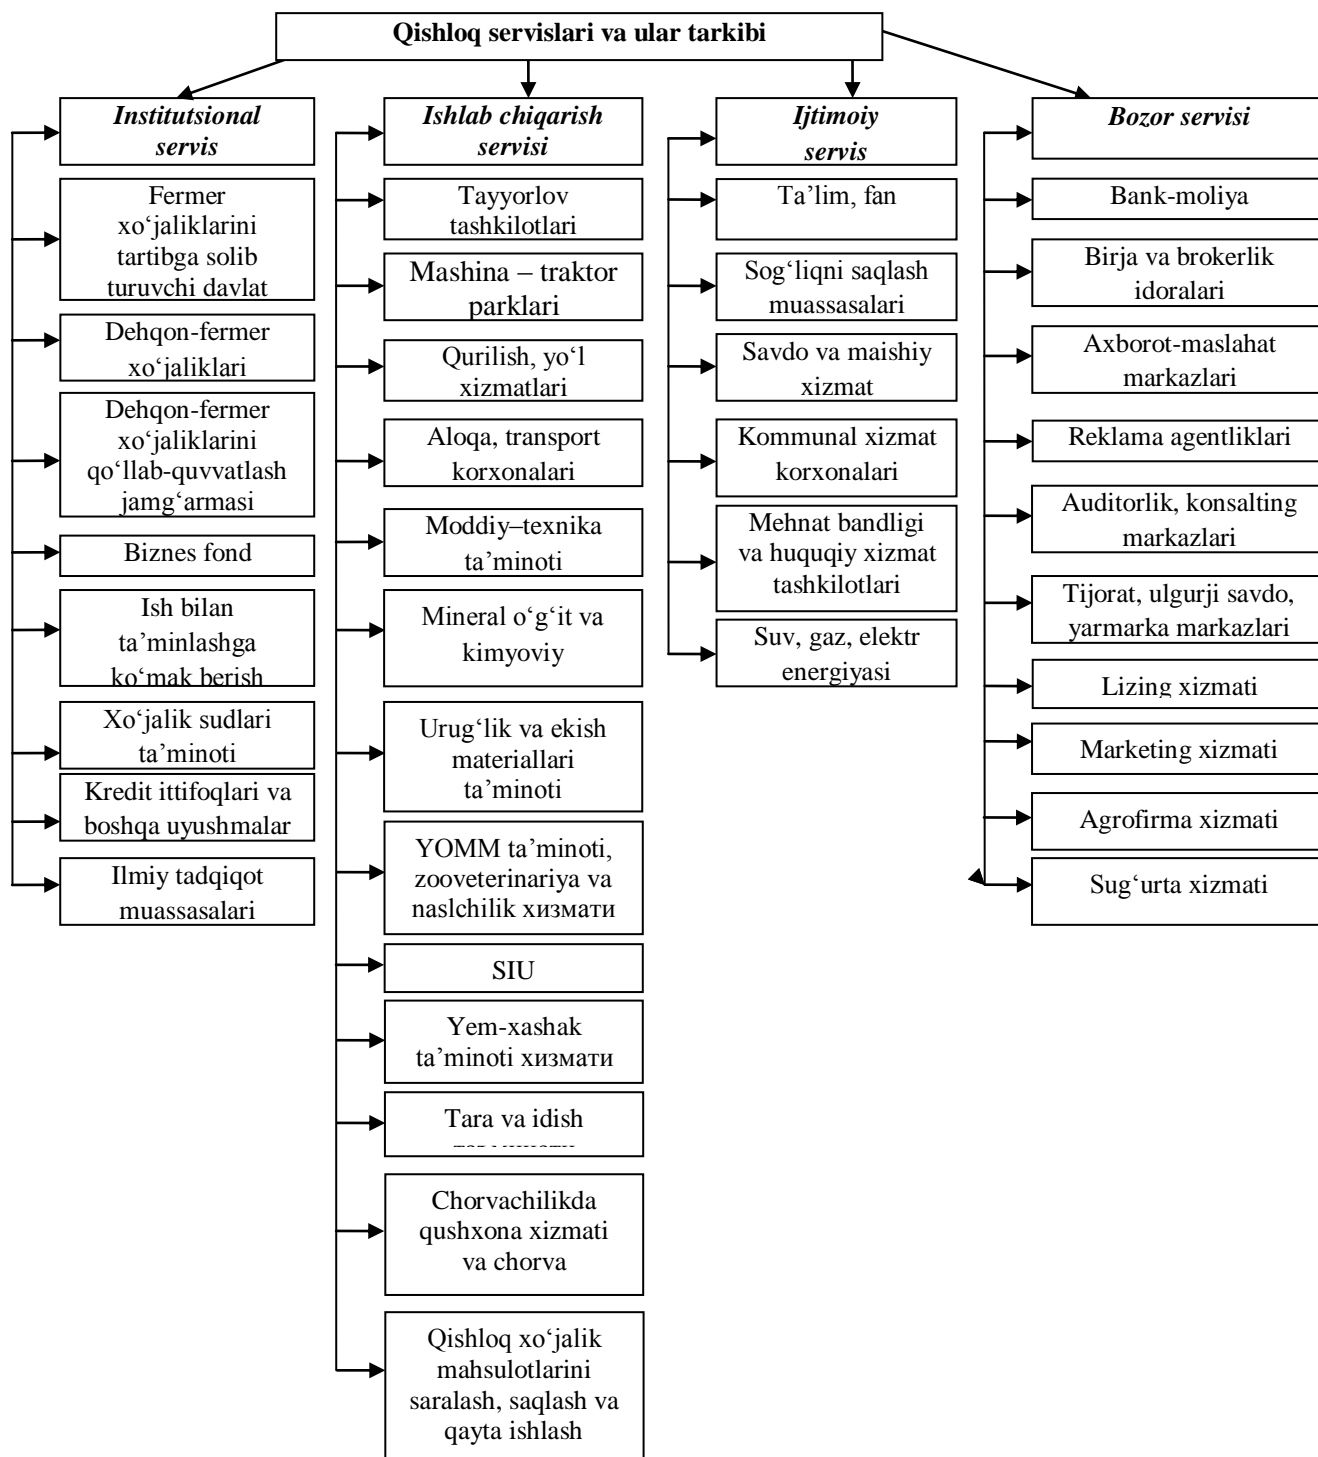 Qishloq servislari va ular tarkibi
Institutsional
servis
Fermer
xo‘jaliklarini
tartibga solib
turuvchi davlat
Dehqon-fermer
xo‘jaliklari
Dehqon-fermer
xo‘jaliklarini
qo‘llab-quvvatlash
jamg‘armasi
Biznes fond
Ish bilan
ta’minlashga
ko‘mak berish
Xo‘jalik sudlari
ta’minoti
Kredit ittifoqlari va
boshqa uyushmalar
Ilmiy tadqiqot
muassasalari
Ishlab chiqarish
servisi
Tayyorlov
tashkilotlari
Mashina – traktor
parklari
Qurilish, yo‘l
xizmatlari
Aloqa, transport
korxonalari
Moddiy–texnika
ta’minoti
Mineral o‘g‘it va
kimyoviy
Urug‘lik va ekish
materiallari
ta’minoti
YOMM ta’minoti,
zooveterinariya va
naslchilik хизмати
SIU
Yem-xashak
ta’minoti хизмати
Tara va idish
Chorvachilikda
qushxona xizmati
va chorva
Qishloq xo‘jalik
mahsulotlarini
saralash, saqlash va
qayta ishlash
Ijtimoiy
servis
Ta’lim, fan
Sog‘liqni saqlash
muassasalari
Savdo va maishiy
xizmat
Kommunal xizmat
korxonalari
Mehnat bandligi
va huquqiy xizmat
tashkilotlari
Suv, gaz, elektr
energiyasi
Bozor servisi
Bank-moliya
Birja va brokerlik
idoralari
Axborot-maslahat
markazlari
Reklama agentliklari
Auditorlik, konsalting
markazlari
Tijorat, ulgurji savdo,
yarmarka markazlari
Lizing xizmati
Marketing xizmati
Agrofirma xizmati
Sug‘urta xizmati